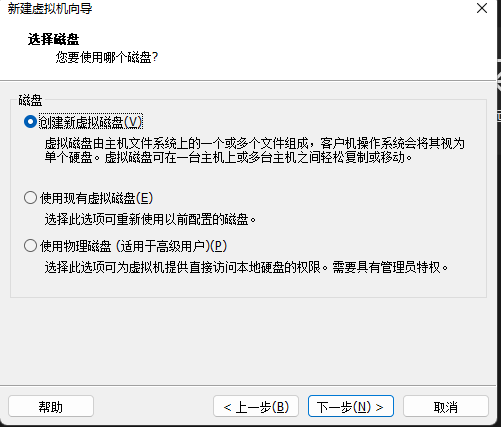 新建虚拟机向导
选择磁盘
您要使用哪个磁盘?
磁盘
创建新虚拟磁盘(V)
虚拟磁盘由主机文件系统上的一个或多个文件组成，客户机操作系统会将其视为
单个硬盘。虚拟磁盘可在一台主机上或多台主机之间轻松复制或移动。
使用现有虚拟磁盘(E)
选择此选项可重新使用以前配置的磁盘。
使用物理磁盘 (适用于高级用户)(P)
选择此选项可为虚拟机提供直接访问本地硬盘的权限。需要具有管理员特权。
帮助
< 上一步(B)
下一步(N) >
取消